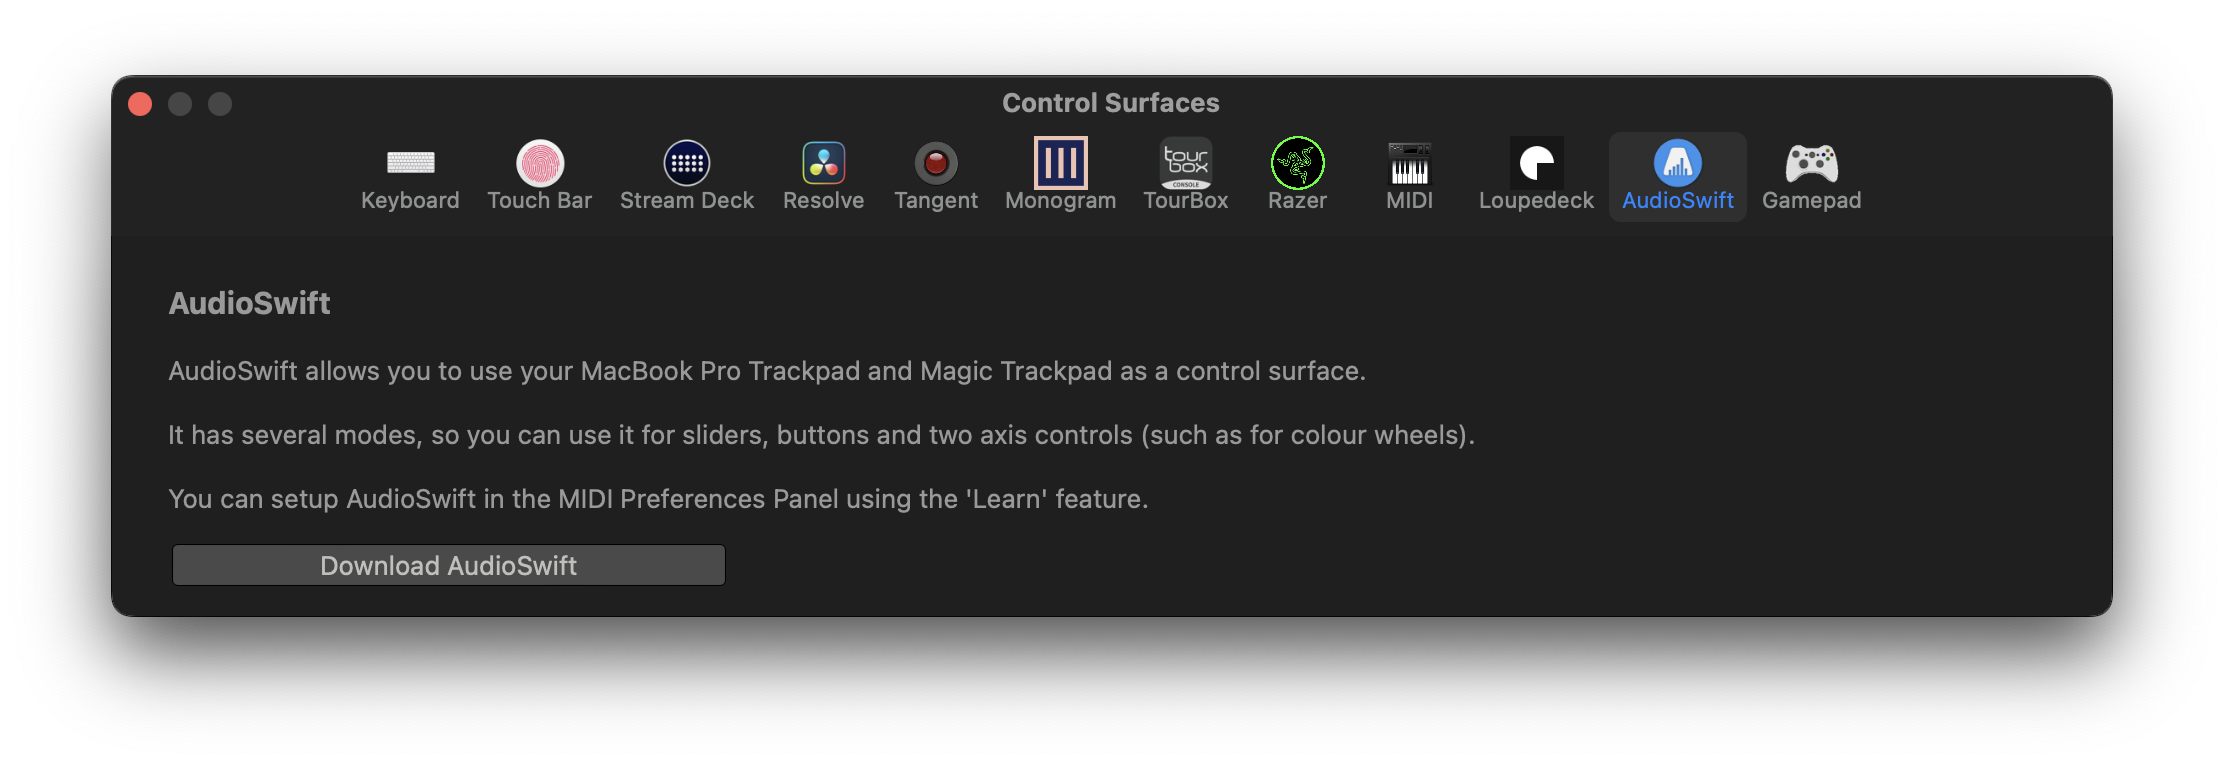 Control Surfaces
Keyboard
Touch Bar
Stream Deck
Resolve
Tangent
Monogram
tour
box
CONSOLE
TourBox
Razer
MIDI
Loupedeck
AudioSwift
Gamepad
AudioSwift
AudioSwift allows you to use your MacBook Pro Trackpad and Magic Trackpad as a control surface.
It has several modes, so you can use it for sliders, buttons and two axis controls (such as for colour wheels).
You can setup AudioSwift in the MIDI Preferences Panel using the 'Learn' feature.
Download AudioSwift